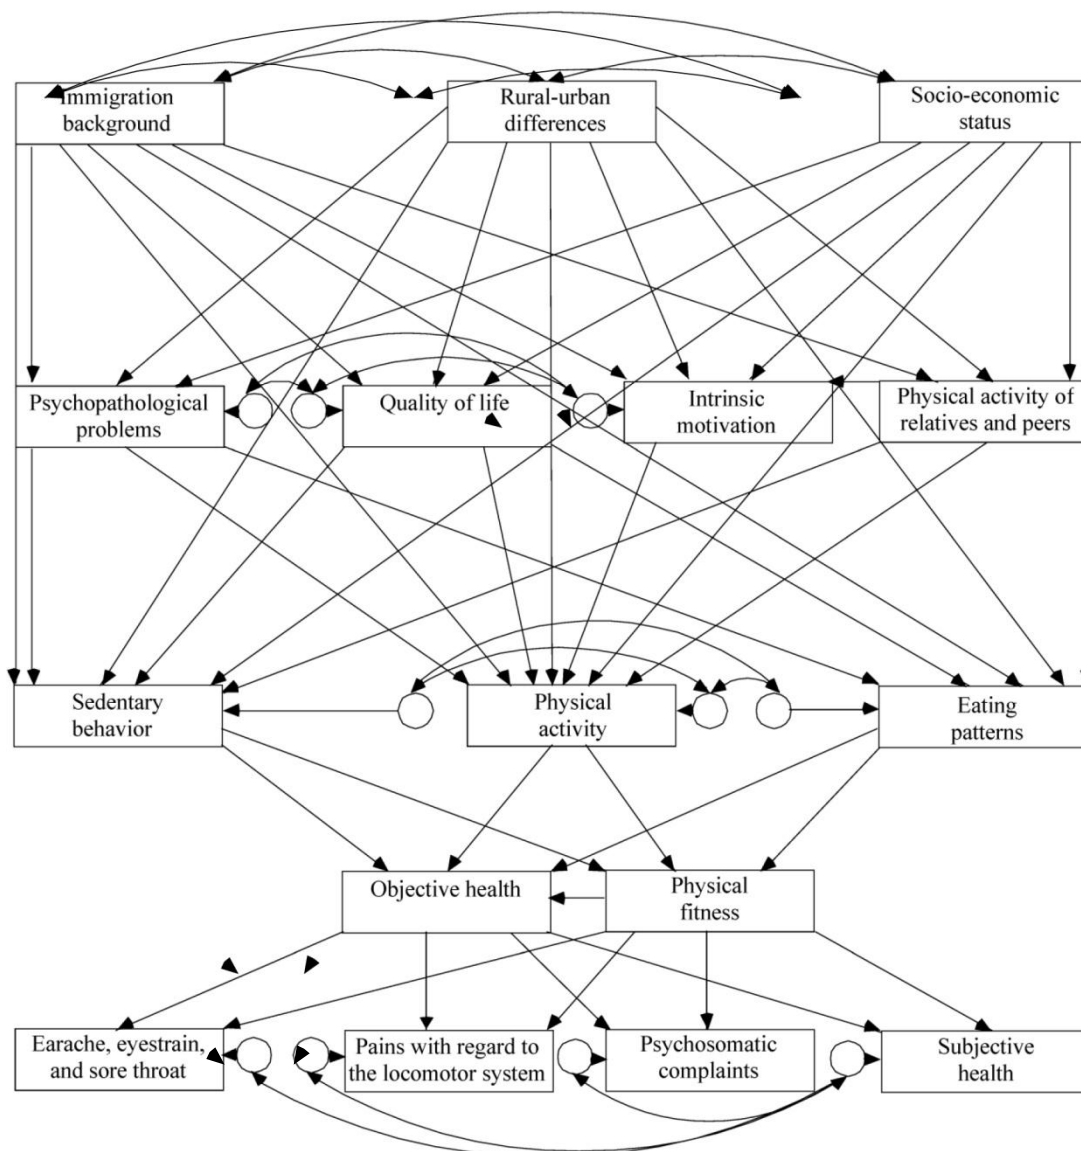 Immigration
background
Rural-urban
differences
Socio-economic
status
Psychopathological
problems
Quality of life
Intrinsic
motivation
Physical activity of
relatives and peers
Sedentary
behavior
Physical
activity
Eating
patterns
Objective health
Physical
fitness
Earache, eyestrain,
and sore throat
Pains with regard to
the locomotor system
Psychosomatic
complaints
Subjective
health